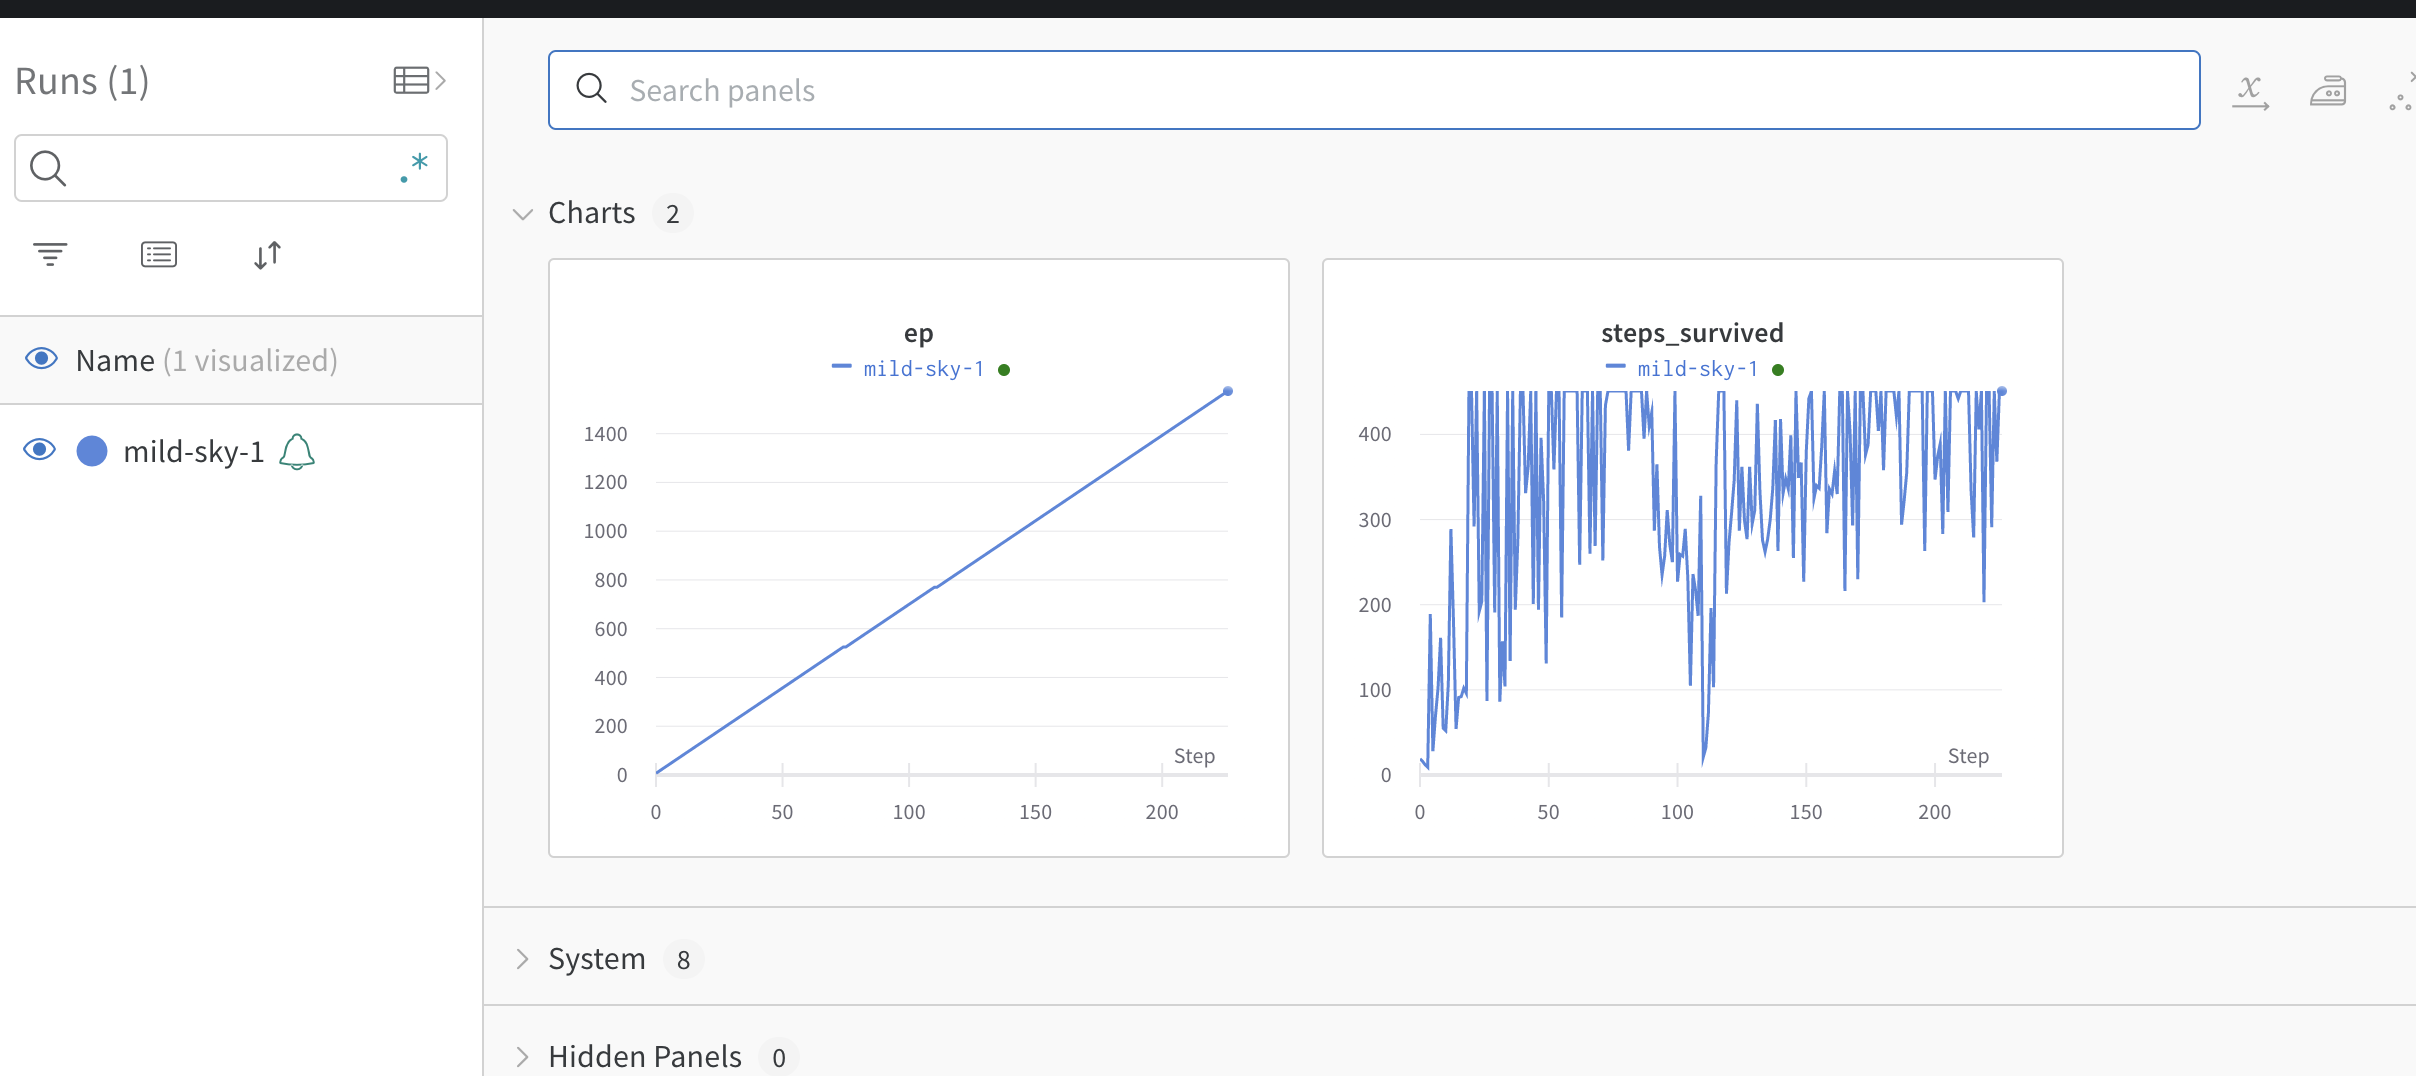 Runs (1)
Search panels
.*
Charts 2
Name (1 visualized)
mild-sky-1
ep
mild-sky-1
1400
1200
1000
800
600
400
200
0
Step
0 50 100 150 200
steps_survived
mild-sky-1
400
300
200
100
0
Step
0 50 100 150 200
System 8
Hidden Panels 0